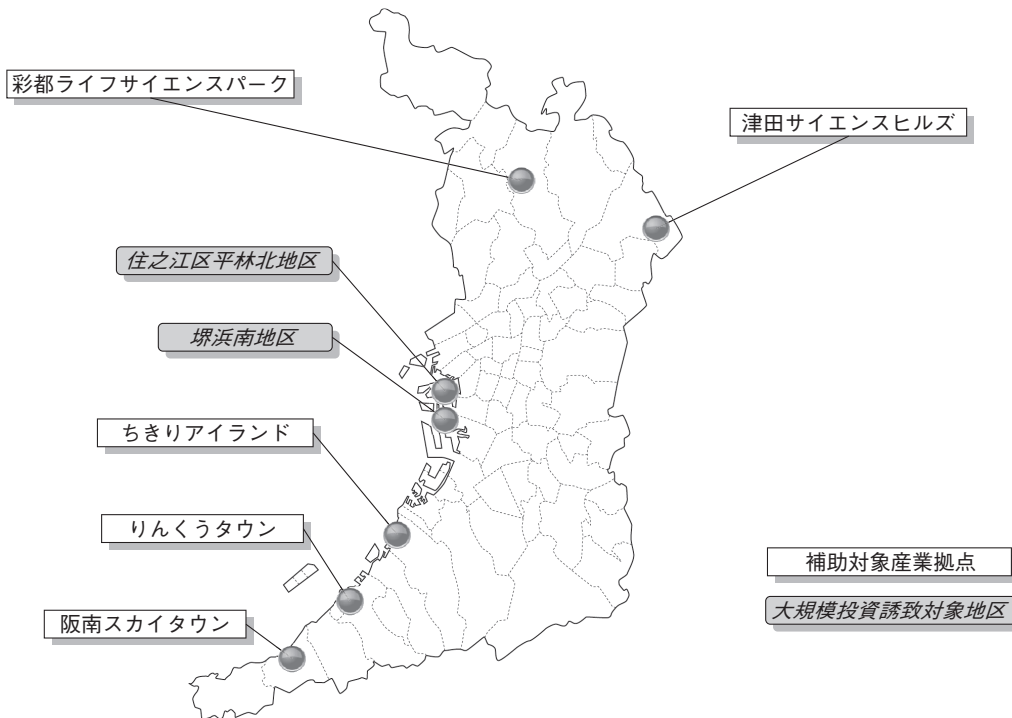 彩都ライフサイエンスパーク
津田サイエンスヒルズ
住之江区平林北地区
堺浜南地区
ちきりアイランド
りんくうタウン
阪南スカイタウン
補助対象産業拠点
大規模投資誘致対象地区